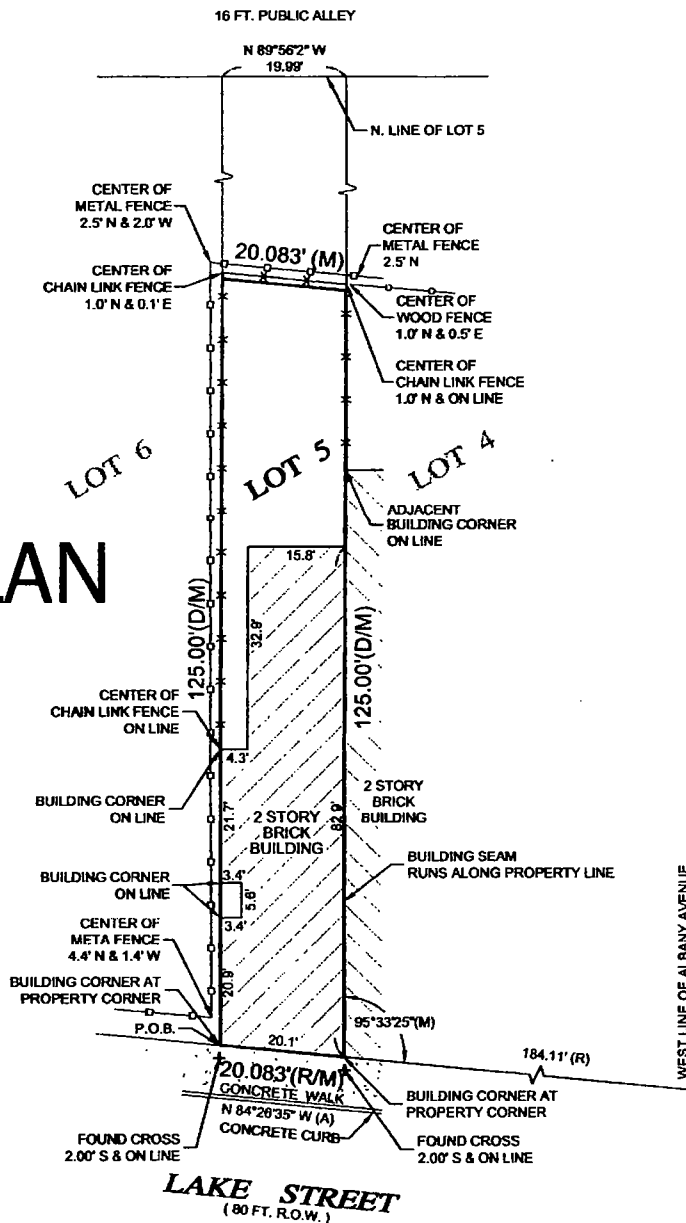 16 FT. PUBLIC ALLEY
N 89°56'2" W
19.99'
N. LINE OF LOT 5
CENTER OF
METAL FENCE
2.5' N & 2.0' W
20.083' (M)
CENTER OF
METAL FENCE
2.5' N
CENTER OF
CHAIN LINK FENCE
1.0' N & 0.1' E
CENTER OF
WOOD FENCE
1.0' N & 0.5' E
CENTER OF
CHAIN LINK FENCE
1.0' N & ON LINE
LOT 6
LOT 5
LOT 4
ADJACENT
BUILDING CORNER
ON LINE
LAN
15.8'
32.9'
125.00'(D/M)
125.00'(D/M)
CENTER OF
CHAIN LINK FENCE
ON LINE
4.3'
BUILDING CORNER
ON LINE
21.7'
2 STORY
BRICK
BUILDING
82.9'
2 STORY
BRICK
BUILDING
BUILDING SEAM
RUNS ALONG PROPERTY LINE
BUILDING CORNER
ON LINE
3.4'
5.6'
3.4'
CENTER OF
META FENCE
4.4' N & 1.4' W
20.9'
BUILDING CORNER AT
PROPERTY CORNER
P.O.B.
20.1'
95°33'25"(M)
184.11' (R)
WEST LINE OF ALBANY AVENUE
20.083'(R/M)
CONCRETE WALK
N 84°26'35" W (A)
CONCRETE CURB
BUILDING CORNER AT
PROPERTY CORNER
FOUND CROSS
2.00' S & ON LINE
FOUND CROSS
2.00' S & ON LINE
LAKE STREET
( 80 FT. R.O.W. )